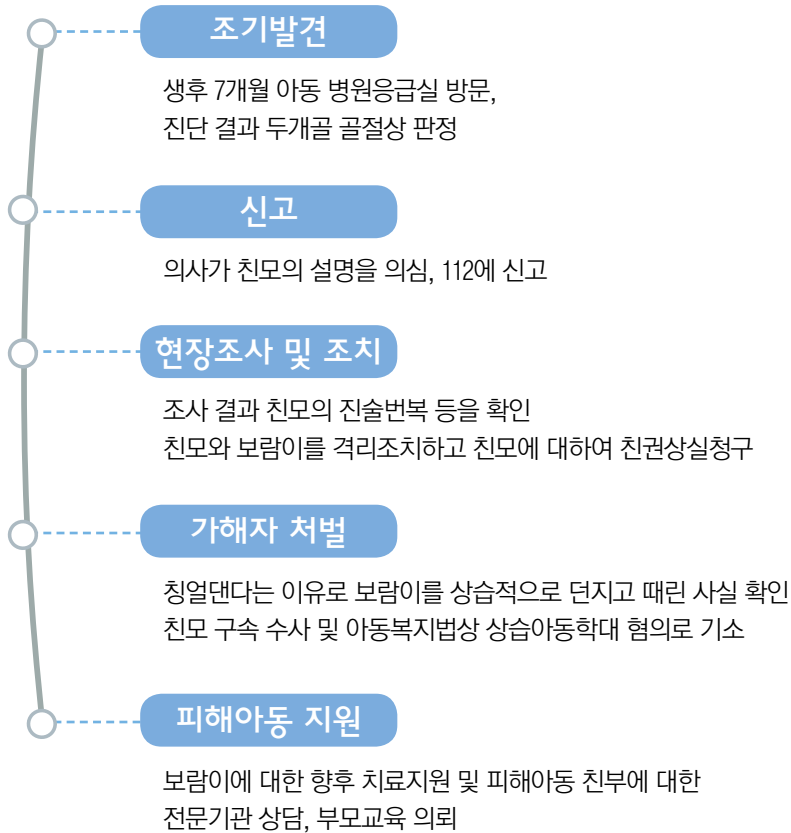 조기발견
생후 7개월 아동 병원응급실 방문,
진단 결과 두개골 골절상 판정
신고
의사가 친모의 설명을 의심, 112에 신고
현장조사 및 조치
조사 결과 친모의 진술번복 등을 확인
친모와 보람이를 격리조치하고 친모에 대하여 친권상실청구
가해자 처벌
칭얼댄다는 이유로 보람이를 상습적으로 던지고 때린 사실 확인
친모 구속 수사 및 아동복지법상 상습아동학대 혐의로 기소
피해아동 지원
보람이에 대한 향후 치료지원 및 피해아동 친부에 대한
전문기관 상담, 부모교육 의뢰